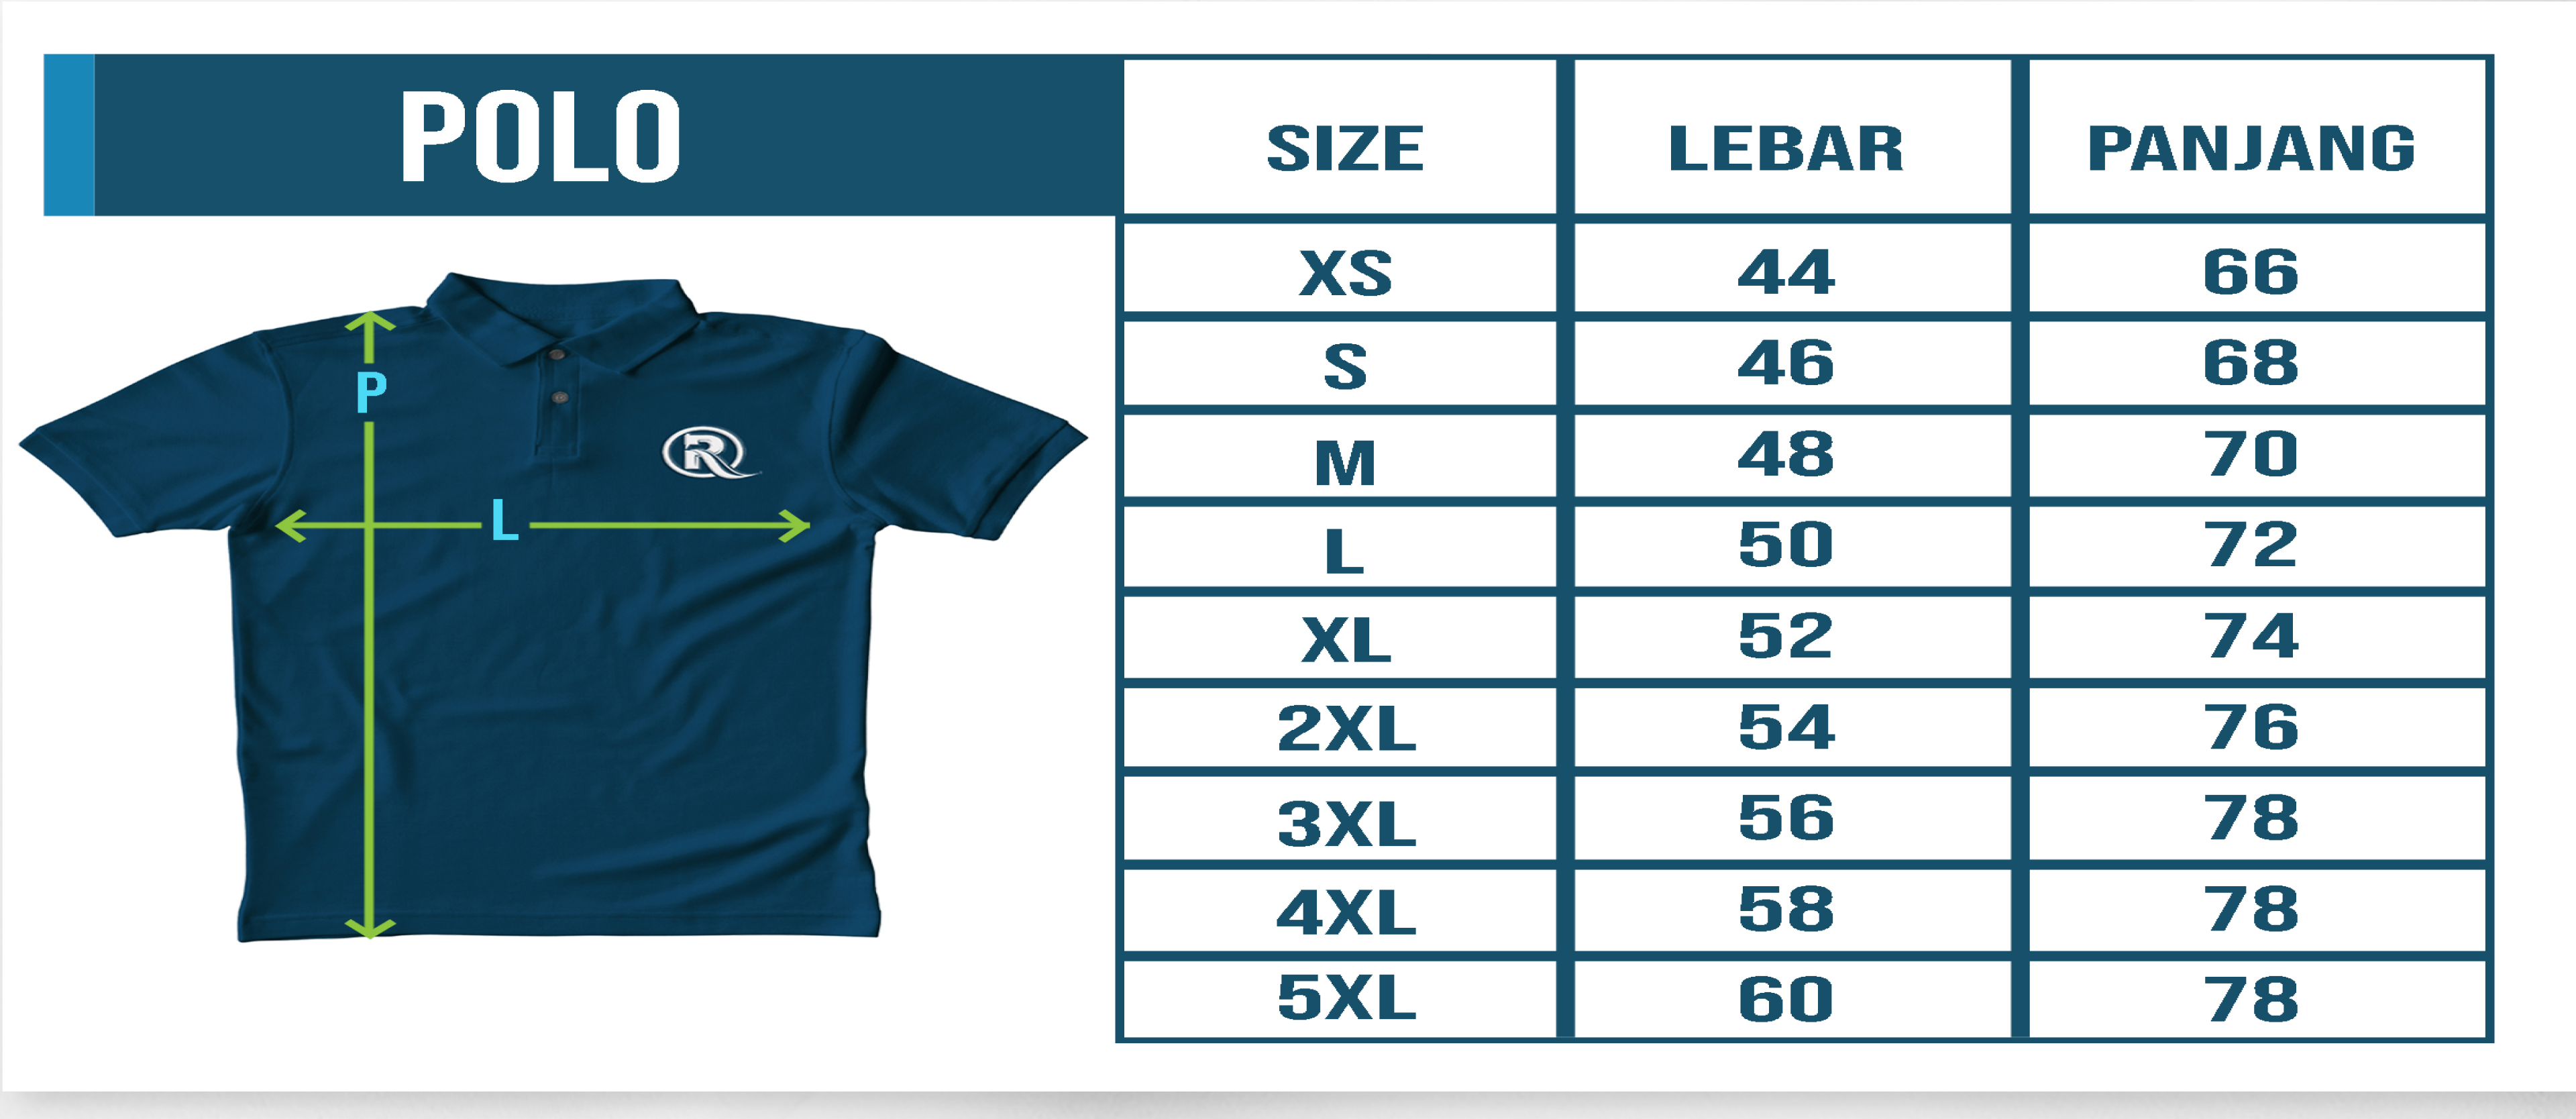 POLO
SIZE LEBAR PANJANG
XS 44 66
S 46 68
M 48 70
L 50 72
XL 52 74
2XL 54 76
3XL 56 78
4XL 58 78
5XL 60 78
P
R
L